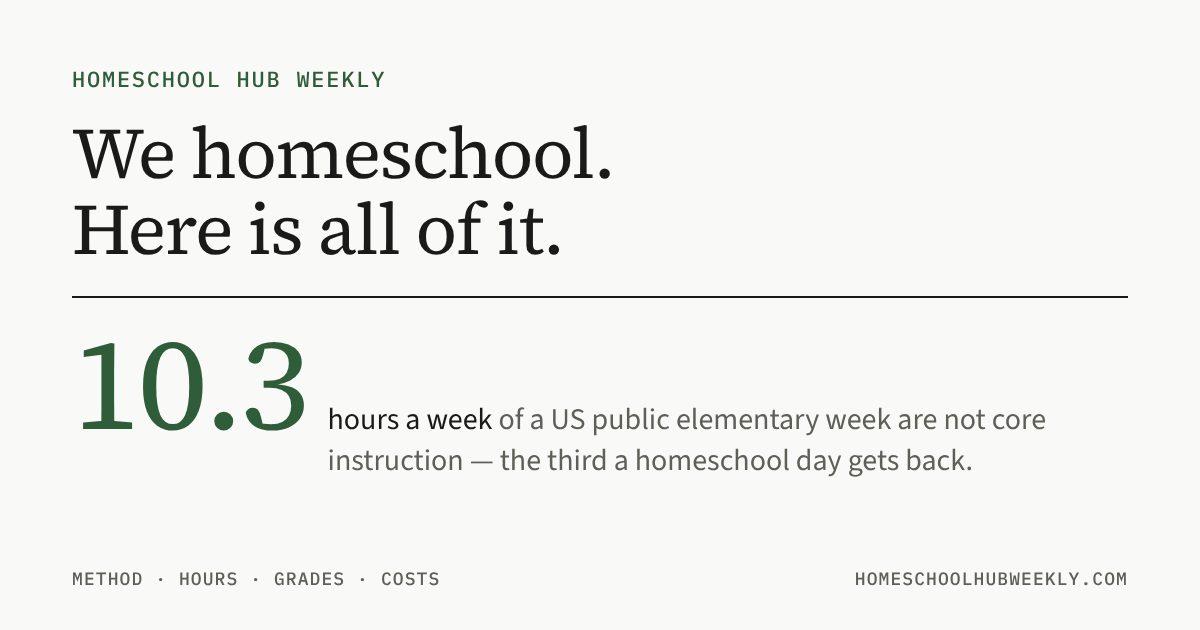 HOMESCHOOL HUB WEEKLY
We homeschool.
Here is all of it.
10.3
hours a week of a US public elementary week are not core
instruction — the third a homeschool day gets back.
METHOD · HOURS · GRADES · COSTS
HOMESCHOOLHUBWEEKLY.COM